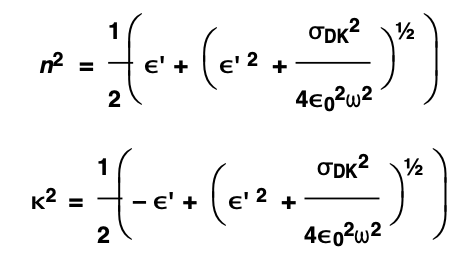 n² = 1/2 ( ϵ' + ( ϵ' ² + σDK² / 4ϵ₀²ω² )^½ )
κ² = 1/2 ( − ϵ' + ( ϵ' ² + σDK² / 4ϵ₀²ω² )^½ )